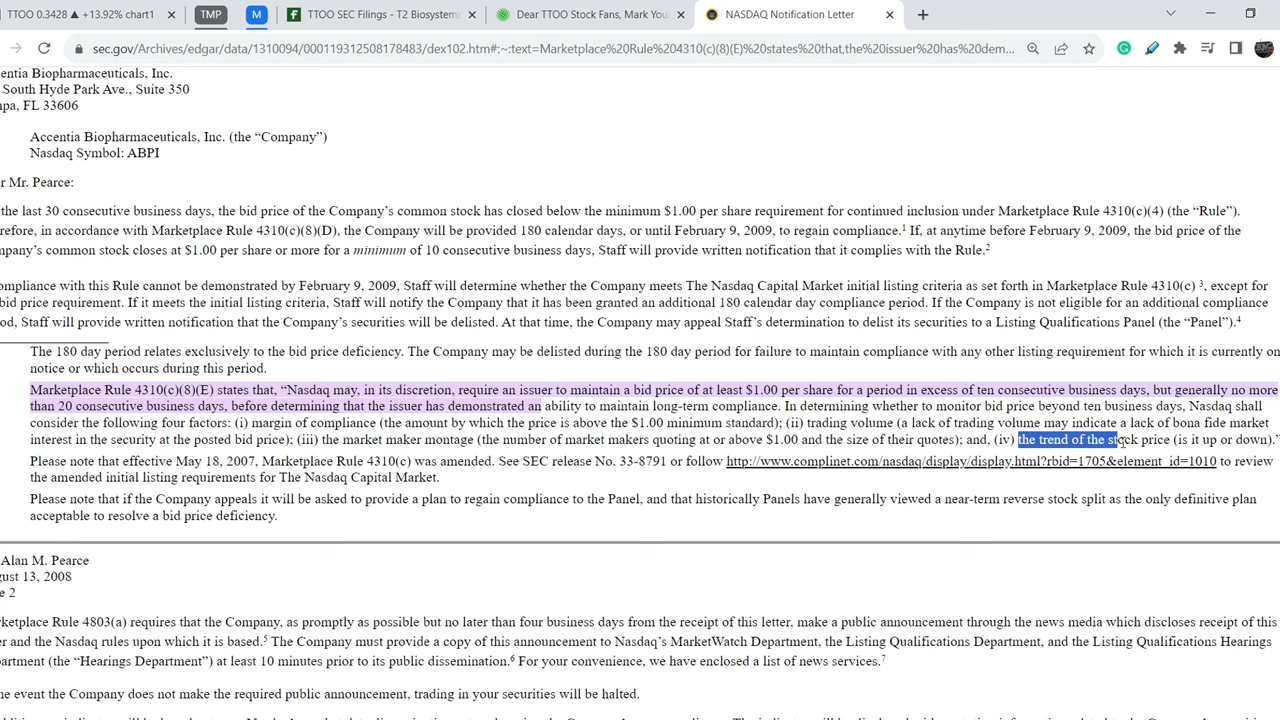 TTOO 0.3428 ▲ +13.92% chart1
TMP
M
TTOO SEC Filings - T2 Biosystem
Dear TTOO Stock Fans, Mark You
NASDAQ Notification Letter
sec.gov/Archives/edgar/data/1310094/000119312508178483/dex102.htm#:~:text=Marketplace%20Rule%204310(c)(8)(E)%20states%20that,the%20issuer%20has%20dem...
entia Biopharmaceuticals, Inc.
South Hyde Park Ave., Suite 350
npa, FL 33606
Accentia Biopharmaceuticals, Inc. (the “Company”)
Nasdaq Symbol: ABPI
r Mr. Pearce:
the last 30 consecutive business days, the bid price of the Company’s common stock has closed below the minimum $1.00 per share requirement for continued inclusion under Marketplace Rule 4310(c)(4) (the “Rule”).
refore, in accordance with Marketplace Rule 4310(c)(8)(D), the Company will be provided 180 calendar days, or until February 9, 2009, to regain compliance.1 If, at anytime before February 9, 2009, the bid price of the
mpany’s common stock closes at $1.00 per share or more for a minimum of 10 consecutive business days, Staff will provide written notification that it complies with the Rule.2
ompliance with this Rule cannot be demonstrated by February 9, 2009, Staff will determine whether the Company meets The Nasdaq Capital Market initial listing criteria as set forth in Marketplace Rule 4310(c) 3, except for
bid price requirement. If it meets the initial listing criteria, Staff will notify the Company that it has been granted an additional 180 calendar day compliance period. If the Company is not eligible for an additional compliance
od, Staff will provide written notification that the Company’s securities will be delisted. At that time, the Company may appeal Staff’s determination to delist its securities to a Listing Qualifications Panel (the “Panel”).4
The 180 day period relates exclusively to the bid price deficiency. The Company may be delisted during the 180 day period for failure to maintain compliance with any other listing requirement for which it is currently on
notice or which occurs during this period.
Marketplace Rule 4310(c)(8)(E) states that, “Nasdaq may, in its discretion, require an issuer to maintain a bid price of at least $1.00 per share for a period in excess of ten consecutive business days, but generally no more
than 20 consecutive business days, before determining that the issuer has demonstrated an ability to maintain long-term compliance. In determining whether to monitor bid price beyond ten business days, Nasdaq shall
consider the following four factors: (i) margin of compliance (the amount by which the price is above the $1.00 minimum standard); (ii) trading volume (a lack of trading volume may indicate a lack of bona fide market
interest in the security at the posted bid price); (iii) the market maker montage (the number of market makers quoting at or above $1.00 and the size of their quotes); and, (iv) the trend of the stock price (is it up or down).”
Please note that effective May 18, 2007, Marketplace Rule 4310(c) was amended. See SEC release No. 33-8791 or follow http://www.complinet.com/nasdaq/display/display.html?rbid=1705&element_id=1010 to review
the amended initial listing requirements for The Nasdaq Capital Market.
Please note that if the Company appeals it will be asked to provide a plan to regain compliance to the Panel, and that historically Panels have generally viewed a near-term reverse stock split as the only definitive plan
acceptable to resolve a bid price deficiency.
Alan M. Pearce
gust 13, 2008
e 2
rketplace Rule 4803(a) requires that the Company, as promptly as possible but no later than four business days from the receipt of this letter, make a public announcement through the news media which discloses receipt of this
er and the Nasdaq rules upon which it is based.5 The Company must provide a copy of this announcement to Nasdaq’s MarketWatch Department, the Listing Qualifications Department, and the Listing Qualifications Hearings
partment (the “Hearings Department”) at least 10 minutes prior to its public dissemination.6 For your convenience, we have enclosed a list of news services.7
he event the Company does not make the required public announcement, trading in your securities will be halted.